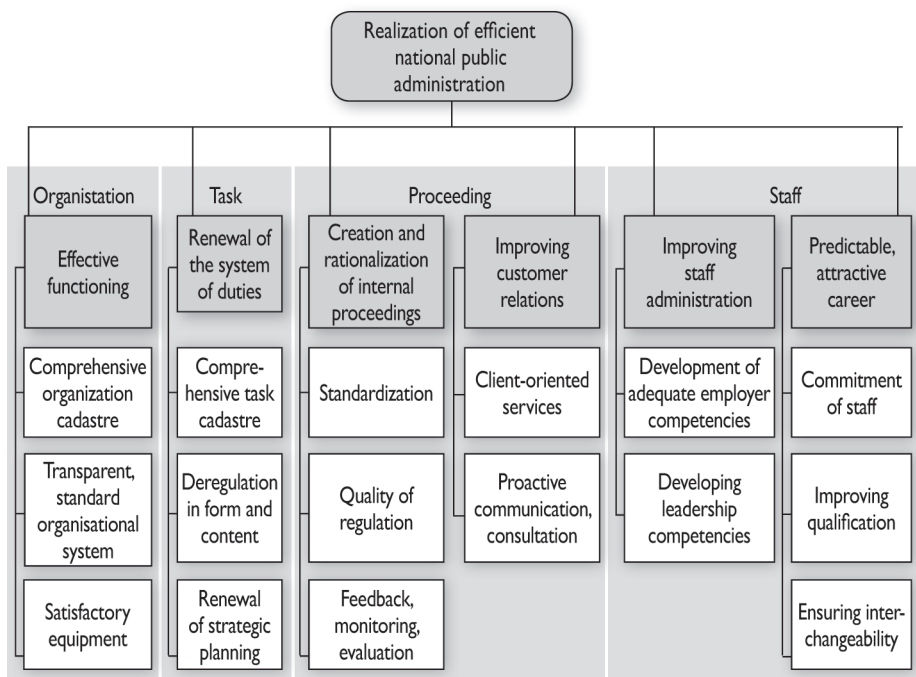 Realization of efficient
national public
administration
Organistation
Task
Proceeding
Staff
Effective
functioning
Renewal of
the system
of duties
Creation and
rationalization
of internal
proceedings
Improving
customer
relations
Improving
staff
administration
Predictable,
attractive
career
Comprehensive
organization
cadastre
Compre-
hensive task
cadastre
Standardization
Client-oriented
services
Development of
adequate employer
competencies
Commitment
of staff
Transparent,
standard
organisational
system
Deregulation
in form and
content
Quality of
regulation
Proactive
communication,
consultation
Developing
leadership
competencies
Improving
qualification
Satisfactory
equipment
Renewal
of strategic
planning
Feedback,
monitoring,
evaluation
Ensuring inter-
changeability